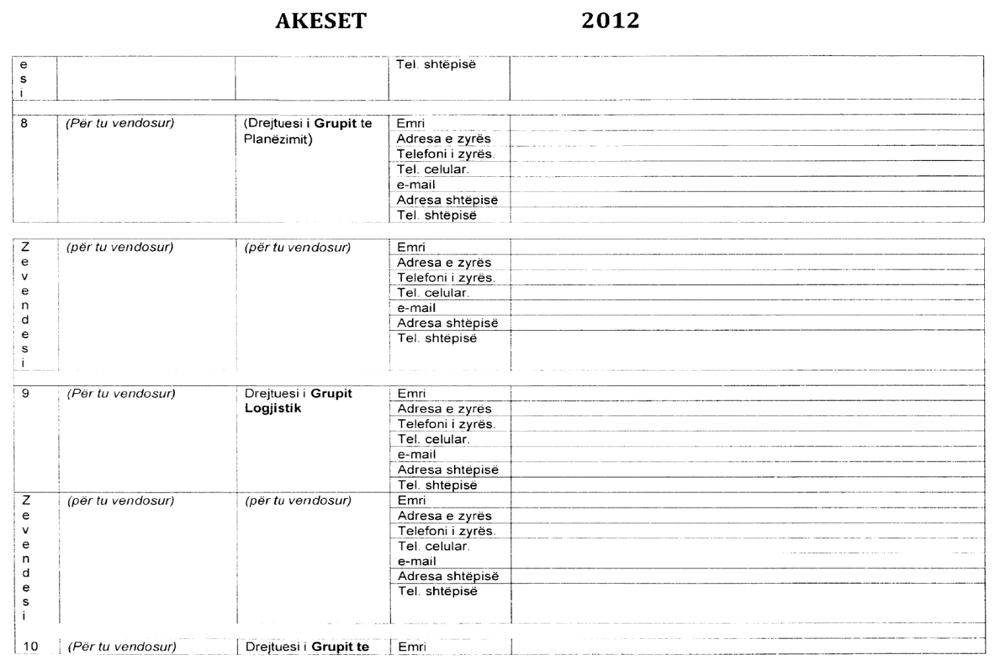 AKESET 2012
e Tel. shtëpisë
s
i
8 (Për tu vendosur) (Drejtuesi i Grupit te Emri
Planëzimit) Adresa e zyrës
Telefoni i zyrës.
Tel. celular.
e-mail
Adresa shtëpisë
Tel. shtëpisë
Z (për tu vendosur) (për tu vendosur) Emri
e Adresa e zyrës
v Telefoni i zyrës.
e Tel. celular.
n e-mail
d Adresa shtëpisë
e Tel. shtëpisë
s
i
9 (Për tu vendosur) Drejtuesi i Grupit Emri
Logjistik Adresa e zyrës
Telefoni i zyrës.
Tel. celular.
e-mail
Adresa shtëpisë
Tel. shtëpisë
Z (për tu vendosur) (për tu vendosur) Emri
e Adresa e zyrës
v Telefoni i zyrës.
e Tel. celular.
n e-mail
d Adresa shtëpisë
e Tel. shtëpisë
s
i
10 (Për tu vendosur) Drejtuesi i Grupit te Emri